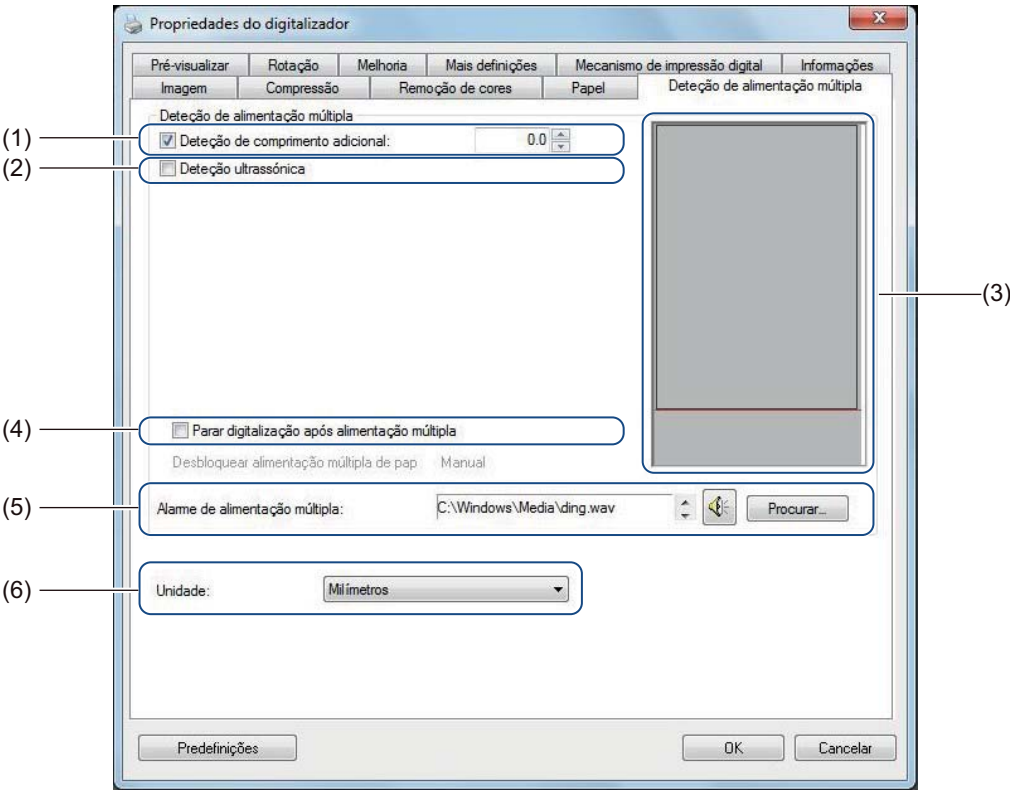 Propriedades do digitalizador
Pré-visualizar Rotação Melhoria Mais definições Mecanismo de impressão digital Informações
Imagem Compressão Remoção de cores Papel Deteção de alimentação múltipla
Deteção de alimentação múltipla
(1) Deteção de comprimento adicional: 0.0
(2) Deteção ultrassónica
(3)
(4) Parar digitalização após alimentação múltipla
Desbloquear alimentação múltipla de pap Manual
(5) Alarme de alimentação múltipla: C:\Windows\Media\ding.wav Procurar...
(6) Unidade: Milímetros
Predefinições OK Cancelar